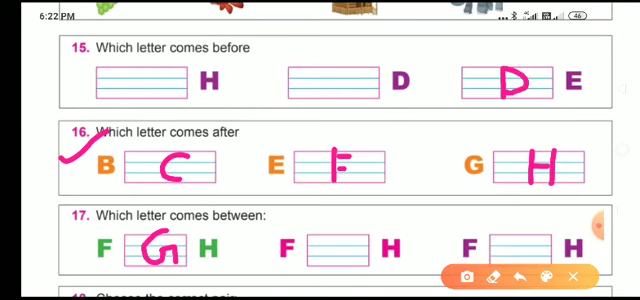 6:22 PM
46
15. Which letter comes before
H D D E
16. Which letter comes after
B C E F G H
17. Which letter comes between:
F G H F H F H